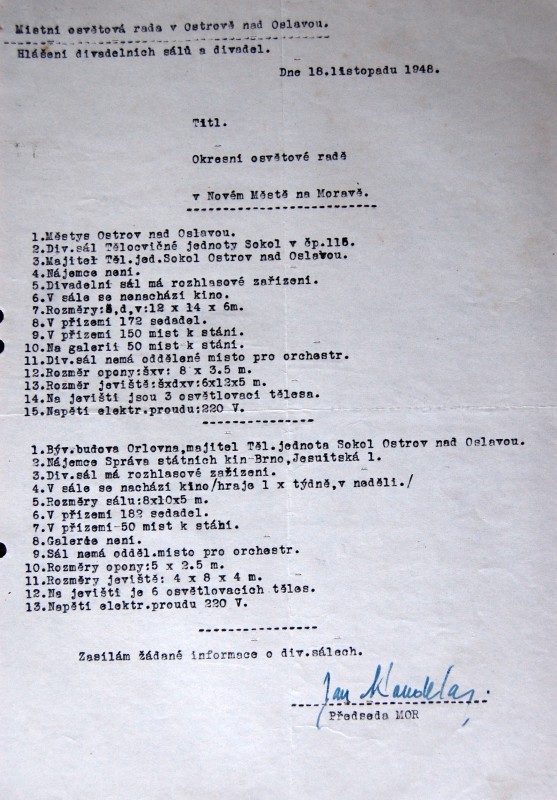 Místní osvětová rada v Ostrově nad Oslavou.
Hlášení divadelních sálů a divadel.
Dne 18.listopadu 1948.
Titl.
Okresní osvětové radě
v Novém Městě na Moravě.
1.Městys Ostrov nad Oslavou.
2.Div.sál Tělocvičné jednoty Sokol v čp.115.
3.Majitel Těl.jed.Sokol Ostrov nad Oslavou.
4.Nájemce není.
5.Divadelní sál má rozhlasové zařízení.
6.V sále se nenachází kino.
7.Rozměry:š,d,v:12 x 14 x 6m.
8.V přízemí 172 sedadel.
9.V přízemí 150 míst k stání.
10.Na galerii 50 míst k stání.
11.Div.sál nemá oddělené místo pro orchestr.
12.Rozměr opony:šxv: 8 x 3.5 m.
13.Rozměr jeviště:šxdxv:6x12x5 m.
14.Na jevišti jsou 3 osvětlovací tělesa.
15.Napětí elektr.proudu:220 V.
1.Býv.budova Orlovna,majitel Těl.jednota Sokol Ostrov nad Oslavou.
2.Nájemce Správa státních kin-Brno,Jesuitská 1.
3.Div.sál má rozhlasové zařízení.
4.V sále se nachází kino/hraje 1 x týdně,v neděli./
5.Rozměry sálu:8x10x5 m.
6.V přízemí 182 sedadel.
7.V přízemí-50 míst k stání.
8.Galerie není.
9.Sál nemá odděl.místo pro orchestr.
10.Rozměry opony:5 x 2.5 m.
11.Rozměry jeviště: 4 x 8 x 4 m.
12.Na jevišti je 6 osvětlovacích těles.
13.Napětí elektr.proudu 220 V.
Zasílám žádané informace o div.sálech.
Jan
Předseda MOR